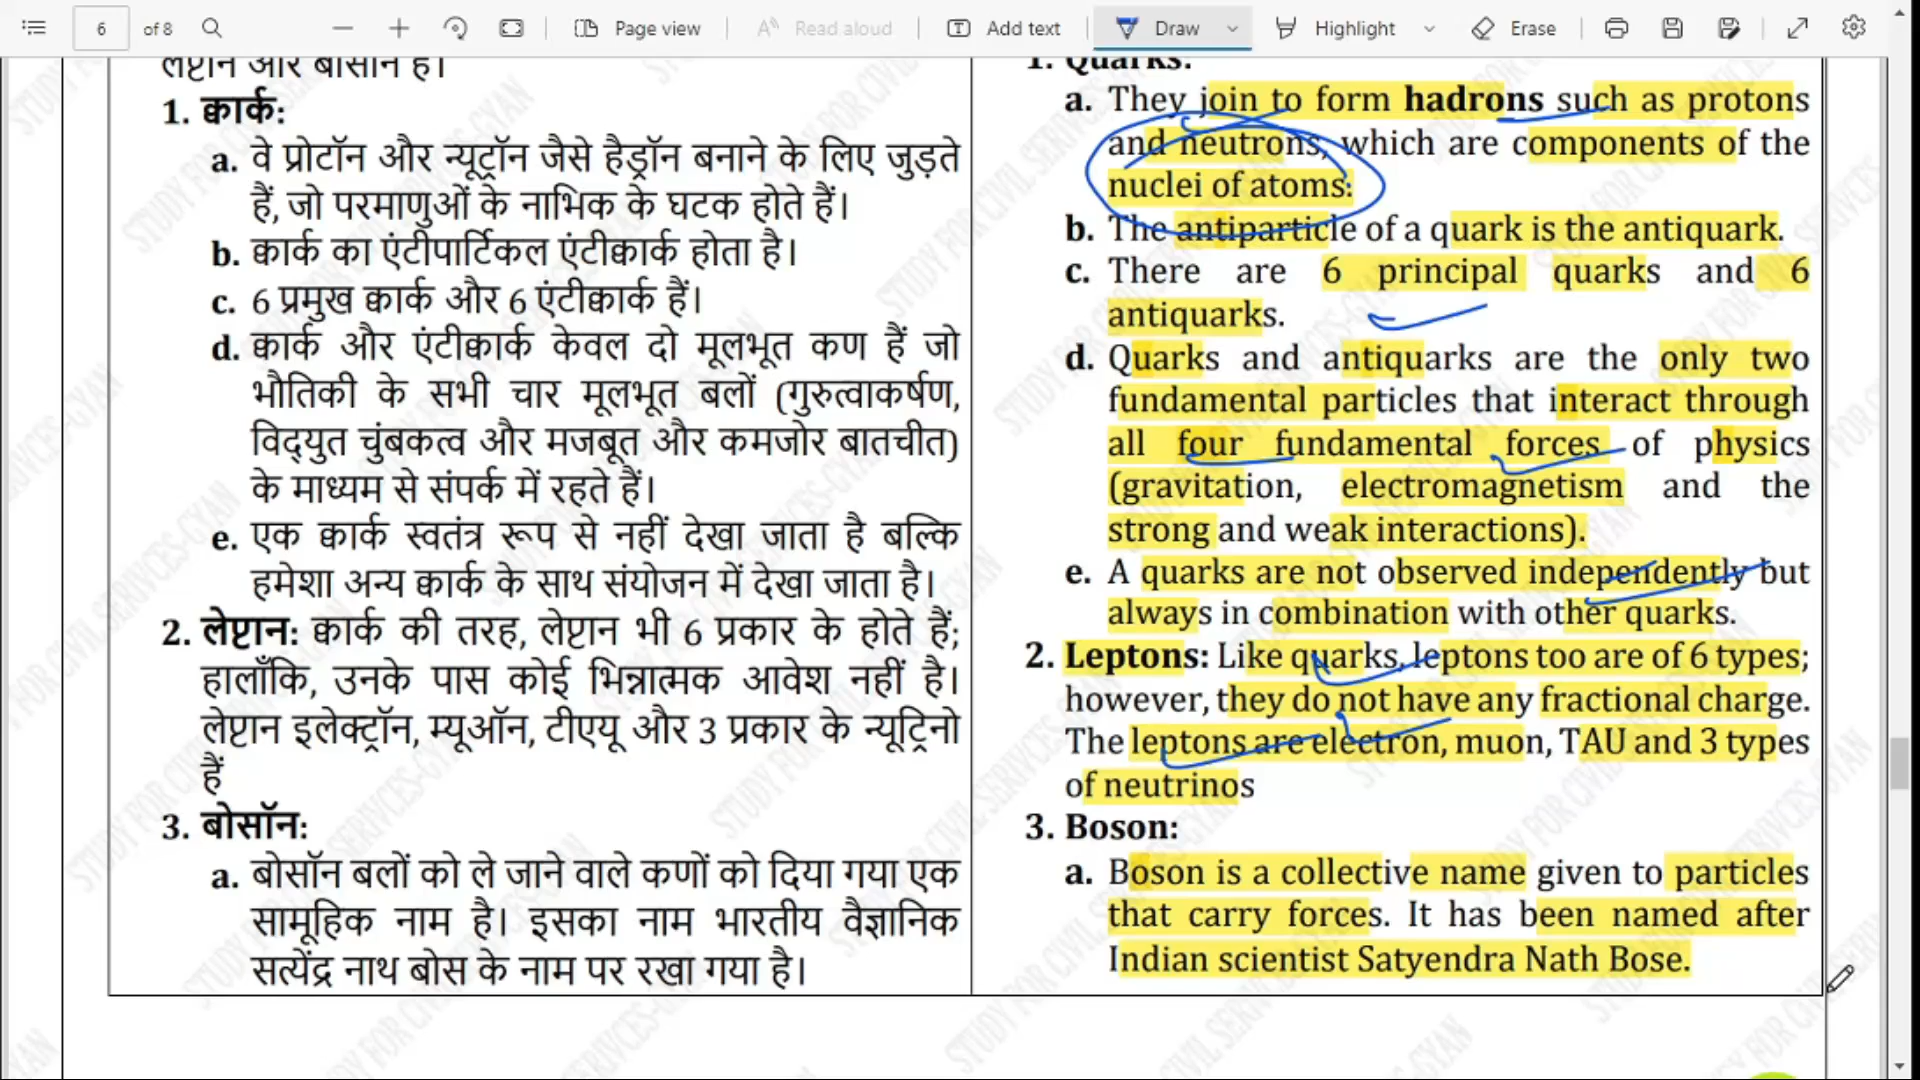 6 of 8 Page view Read aloud Add text Draw Highlight Erase
लेप्टान और बोसॉन हैं।
1. क्वार्क:
a. वे प्रोटॉन और न्यूट्रॉन जैसे हैड्रॉन बनाने के लिए जुड़ते
हैं, जो परमाणुओं के नाभिक के घटक होते हैं।
b. क्वार्क का एंटीपार्टिकल एंटीक्वार्क होता है।
c. 6 प्रमुख क्वार्क और 6 एंटीक्वार्क हैं।
d. क्वार्क और एंटीक्वार्क केवल दो मूलभूत कण हैं जो
भौतिकी के सभी चार मूलभूत बलों (गुरुत्वाकर्षण,
विद्युत चुंबकत्व और मजबूत और कमजोर बातचीत)
के माध्यम से संपर्क में रहते हैं।
e. एक क्वार्क स्वतंत्र रूप से नहीं देखा जाता है बल्कि
हमेशा अन्य क्वार्क के साथ संयोजन में देखा जाता है।
2. लेप्टान: क्वार्क की तरह, लेप्टान भी 6 प्रकार के होते हैं;
हालाँकि, उनके पास कोई भिन्नात्मक आवेश नहीं है।
लेप्टान इलेक्ट्रॉन, म्यूऑन, टीएयू और 3 प्रकार के न्यूट्रिनो
हैं
3. बोसॉन:
a. बोसॉन बलों को ले जाने वाले कणों को दिया गया एक
सामूहिक नाम है। इसका नाम भारतीय वैज्ञानिक
सत्येंद्र नाथ बोस के नाम पर रखा गया है।
1. Quarks:
a. They join to form hadrons such as protons
and neutrons, which are components of the
nuclei of atoms.
b. The antiparticle of a quark is the antiquark.
c. There are 6 principal quarks and 6
antiquarks.
d. Quarks and antiquarks are the only two
fundamental particles that interact through
all four fundamental forces of physics
(gravitation, electromagnetism and the
strong and weak interactions).
e. A quarks are not observed independently but
always in combination with other quarks.
2. Leptons: Like quarks, leptons too are of 6 types;
however, they do not have any fractional charge.
The leptons are electron, muon, TAU and 3 types
of neutrinos
3. Boson:
a. Boson is a collective name given to particles
that carry forces. It has been named after
Indian scientist Satyendra Nath Bose.
STUDY FOR CIVIL SERIVCES-GYAN